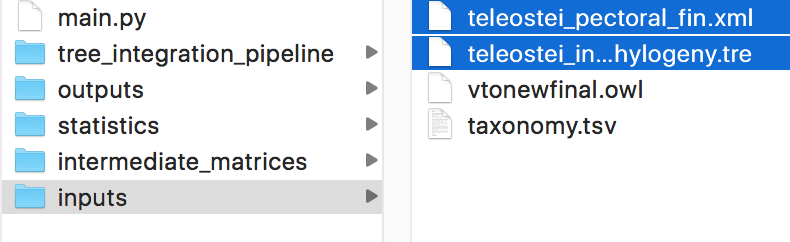 main.py
tree_integration_pipeline
outputs
statistics
intermediate_matrices
inputs
teleostei_pectoral_fin.xml
teleostei_in...hylogeny.tre
vtonewfinal.owl
taxonomy.tsv